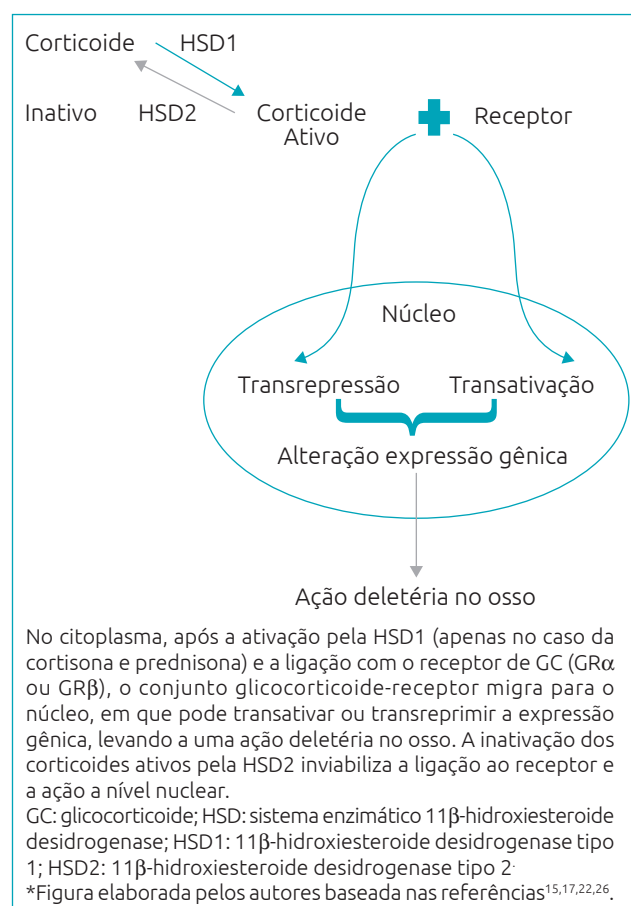 Corticoide HSD1
Inativo HSD2 Corticoide Ativo Receptor
Núcleo
Transrepressão Transativação
Alteração expressão gênica
Ação deletéria no osso
No citoplasma, após a ativação pela HSD1 (apenas no caso da
cortisona e prednisona) e a ligação com o receptor de GC (GRα
ou GRβ), o conjunto glicocorticoide-receptor migra para o
núcleo, em que pode transativar ou transreprimir a expressão
gênica, levando a uma ação deletéria no osso. A inativação dos
corticoides ativos pela HSD2 inviabiliza a ligação ao receptor e
a ação a nível nuclear.
GC: glicocorticoide; HSD: sistema enzimático 11β-hidroxiesteroide
desidrogenase; HSD1: 11β-hidroxiesteroide desidrogenase tipo
1; HSD2: 11β-hidroxiesteroide desidrogenase tipo 2.
*Figura elaborada pelos autores baseada nas referências15,17,22,26.